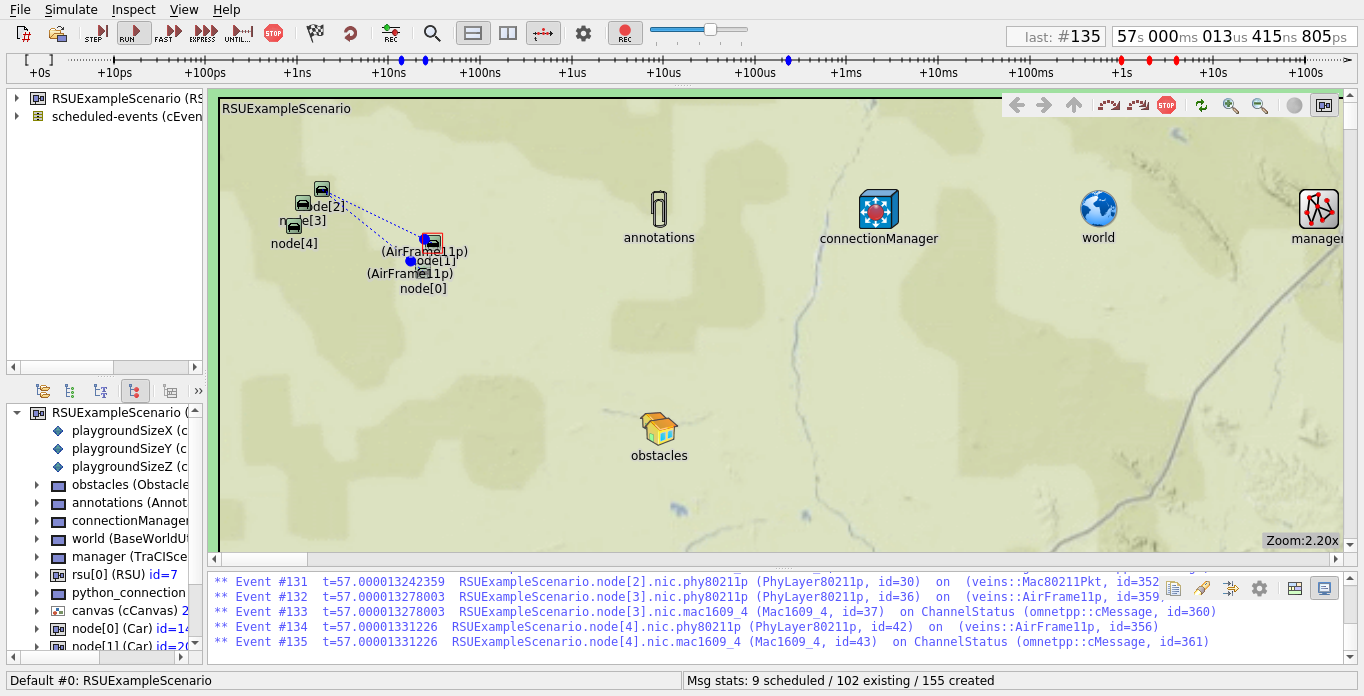 File Simulate Inspect View Help
STEP RUN FAST EXPRESS UNTIL... STOP REC REC
last: #135 57s 000ms 013us 415ns 805ps
+0s +10ps +100ps +1ns +10ns +100ns +1us +10us +100us +1ms +10ms +100ms +1s +10s +100s
RSUExampleScenario (RS
scheduled-events (cEven
RSUExampleScenario
STOP
node[2]
node[3]
node[4]
(AirFrame11p)
node[1]
(AirFrame11p)
node[0]
annotations
connectionManager
world
manager
obstacles
Zoom:2.20x
RSUExampleScenario (
playgroundSizeX (c
playgroundSizeY (c
playgroundSizeZ (c
obstacles (Obstacle
annotations (Annot
connectionManager
world (BaseWorldUt
manager (TraCISce
rsu[0] (RSU) id=7
python_connection
canvas (cCanvas) 2
node[0] (Car) id=14
node[1] (Car) id=20
** Event #131 t=57.000013242359 RSUExampleScenario.node[2].nic.phy80211p (PhyLayer80211p, id=30) on (veins::Mac80211Pkt, id=352
** Event #132 t=57.000013278003 RSUExampleScenario.node[3].nic.phy80211p (PhyLayer80211p, id=36) on (veins::AirFrame11p, id=359
** Event #133 t=57.000013278003 RSUExampleScenario.node[3].nic.mac1609_4 (Mac1609_4, id=37) on ChannelStatus (omnetpp::cMessage, id=360)
** Event #134 t=57.00001331226 RSUExampleScenario.node[4].nic.phy80211p (PhyLayer80211p, id=42) on (veins::AirFrame11p, id=356)
** Event #135 t=57.00001331226 RSUExampleScenario.node[4].nic.mac1609_4 (Mac1609_4, id=43) on ChannelStatus (omnetpp::cMessage, id=361)
Default #0: RSUExampleScenario
Msg stats: 9 scheduled / 102 existing / 155 created